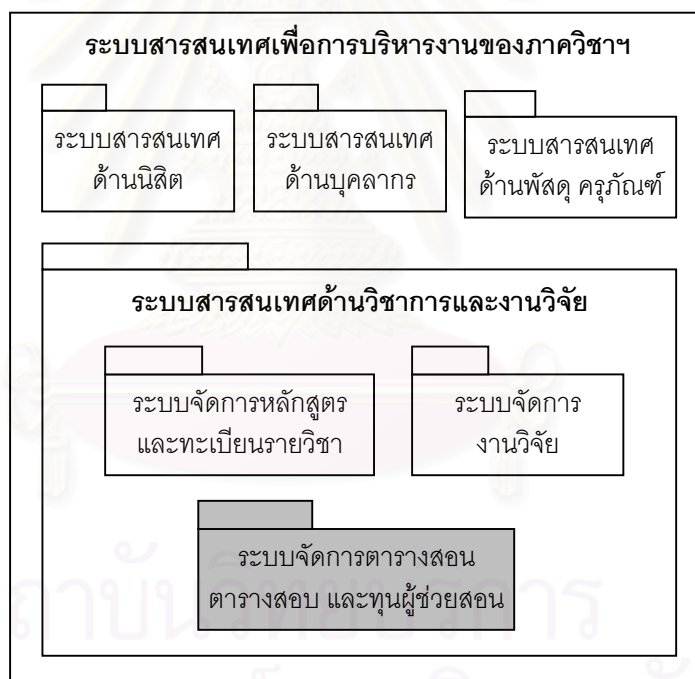 ระบบสารสนเทศเพื่อการบริหารงานของภาควิชาฯ
ระบบสารสนเทศ
ด้านนิสิต
ระบบสารสนเทศ
ด้านบุคลากร
ระบบสารสนเทศ
ด้านพัสดุ ครุภัณฑ์
ระบบสารสนเทศด้านวิชาการและงานวิจัย
ระบบจัดการหลักสูตร
และทะเบียนรายวิชา
ระบบจัดการ
งานวิจัย
ระบบจัดการตารางสอน
ตารางสอบ และทุนผู้ช่วยสอน